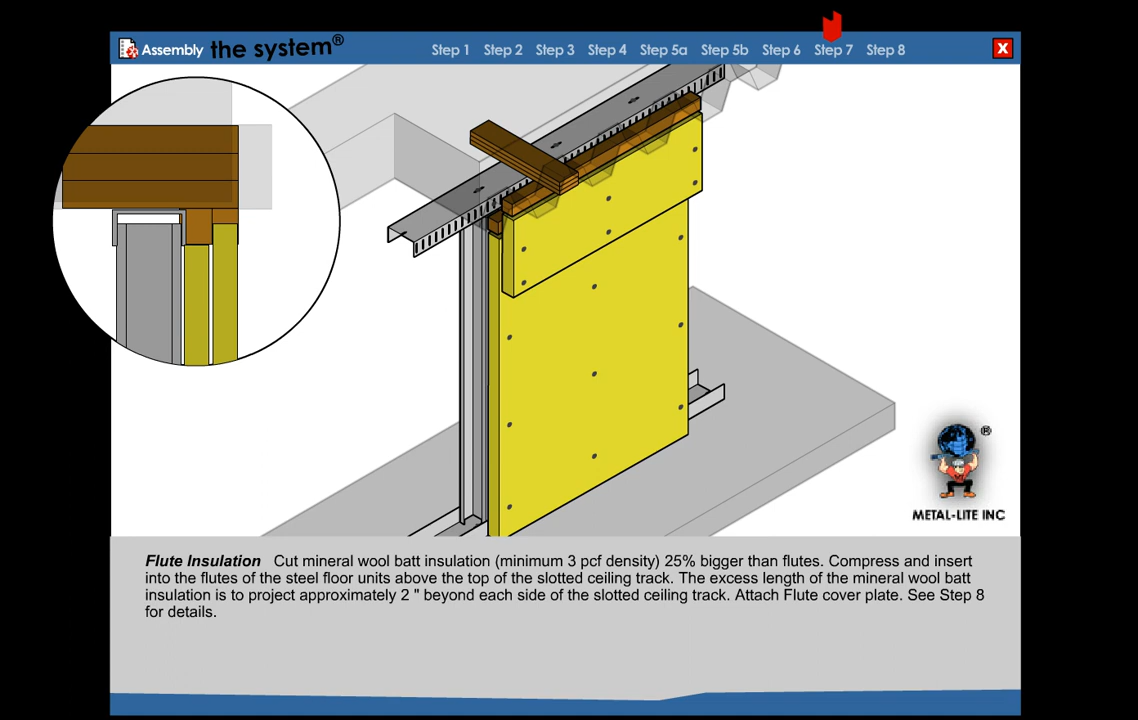 Assembly the system®
Step 1 Step 2 Step 3 Step 4 Step 5a Step 5b Step 6 Step 7 Step 8
X
®
METAL-LITE INC
Flute Insulation Cut mineral wool batt insulation (minimum 3 pcf density) 25% bigger than flutes. Compress and insert
into the flutes of the steel floor units above the top of the slotted ceiling track. The excess length of the mineral wool batt
insulation is to project approximately 2 " beyond each side of the slotted ceiling track. Attach Flute cover plate. See Step 8
for details.